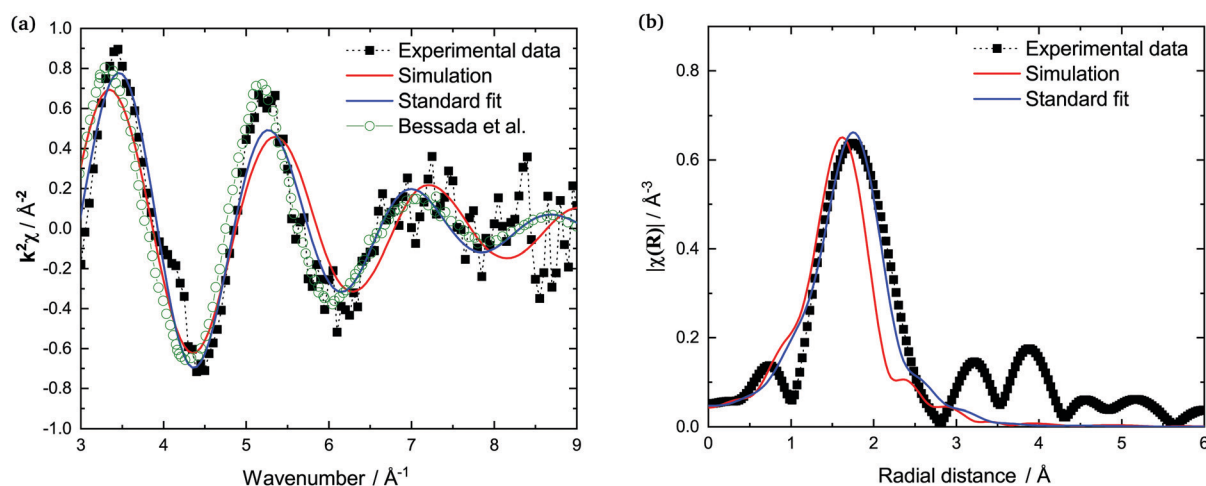 (a)
1.0
0.8
0.6
0.4
0.2
0.0
-0.2
-0.4
-0.6
-0.8
-1.0
k²χ / Å⁻²
Experimental data
Simulation
Standard fit
Bessada et al.
3 4 5 6 7 8 9
Wavenumber / Å⁻¹
(b)
0.8
0.6
0.4
0.2
0.0
|χ(R)| / Å⁻³
Experimental data
Simulation
Standard fit
0 1 2 3 4 5 6
Radial distance / Å